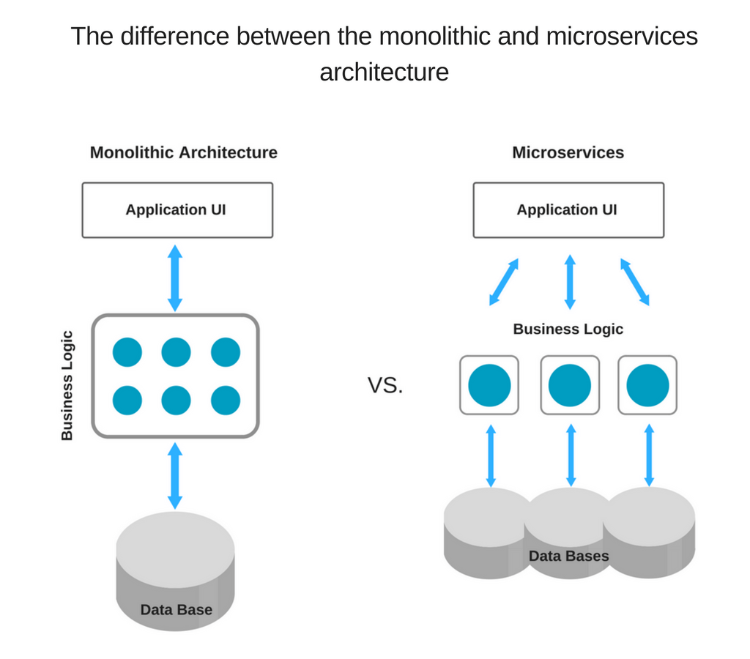 The difference between the monolithic and microservices
architecture
Monolithic Architecture
Application UI
Business Logic
Data Base
VS.
Microservices
Application UI
Business Logic
Data Bases